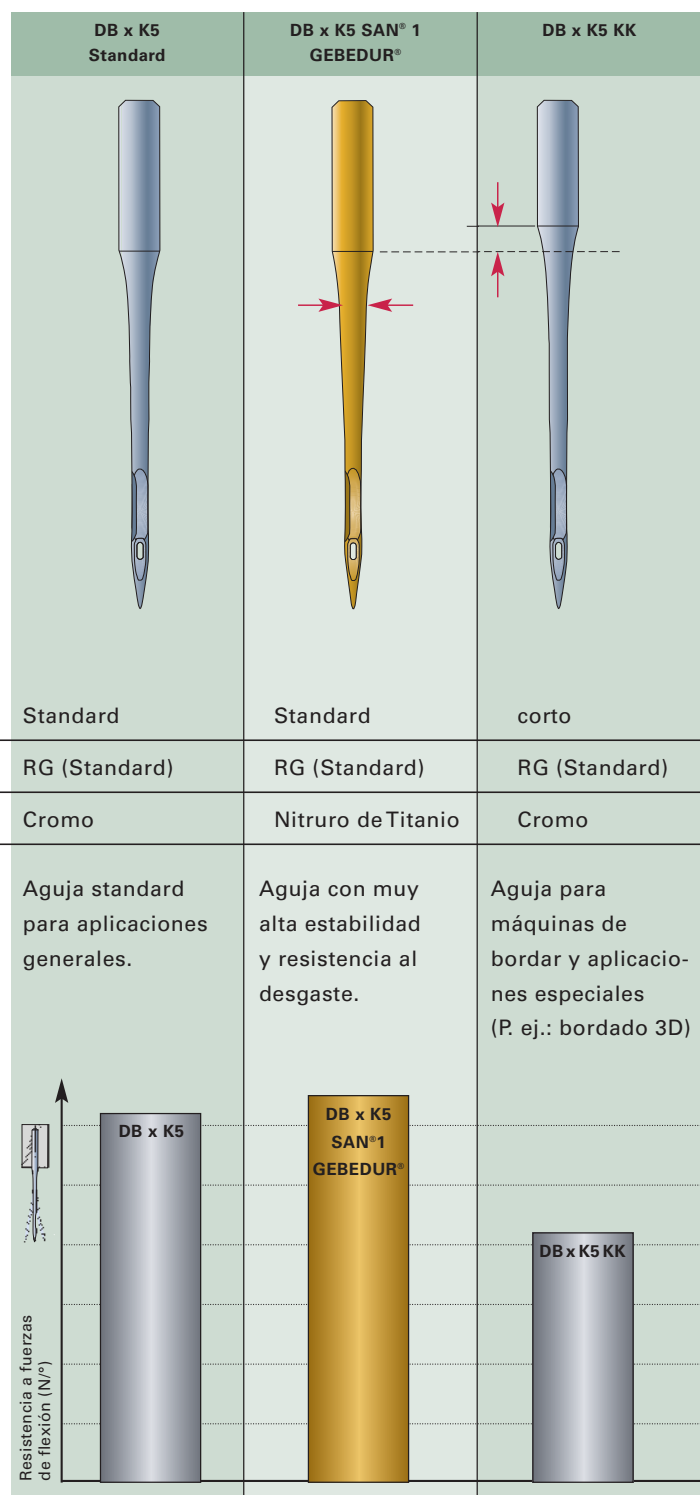 DB x K5
Standard
DB x K5 SAN® 1
GEBEDUR®
DB x K5 KK
Standard
Standard
corto
RG (Standard)
RG (Standard)
RG (Standard)
Cromo
Nitruro de Titanio
Cromo
Aguja standard
para aplicaciones
generales.
Aguja con muy
alta estabilidad
y resistencia al
desgaste.
Aguja para
máquinas de
bordar y aplicacio-
nes especiales
(P. ej.: bordado 3D)
Resistencia a fuerzas
de flexión (N/°)
DB x K5
DB x K5
SAN®1
GEBEDUR®
DB x K5 KK